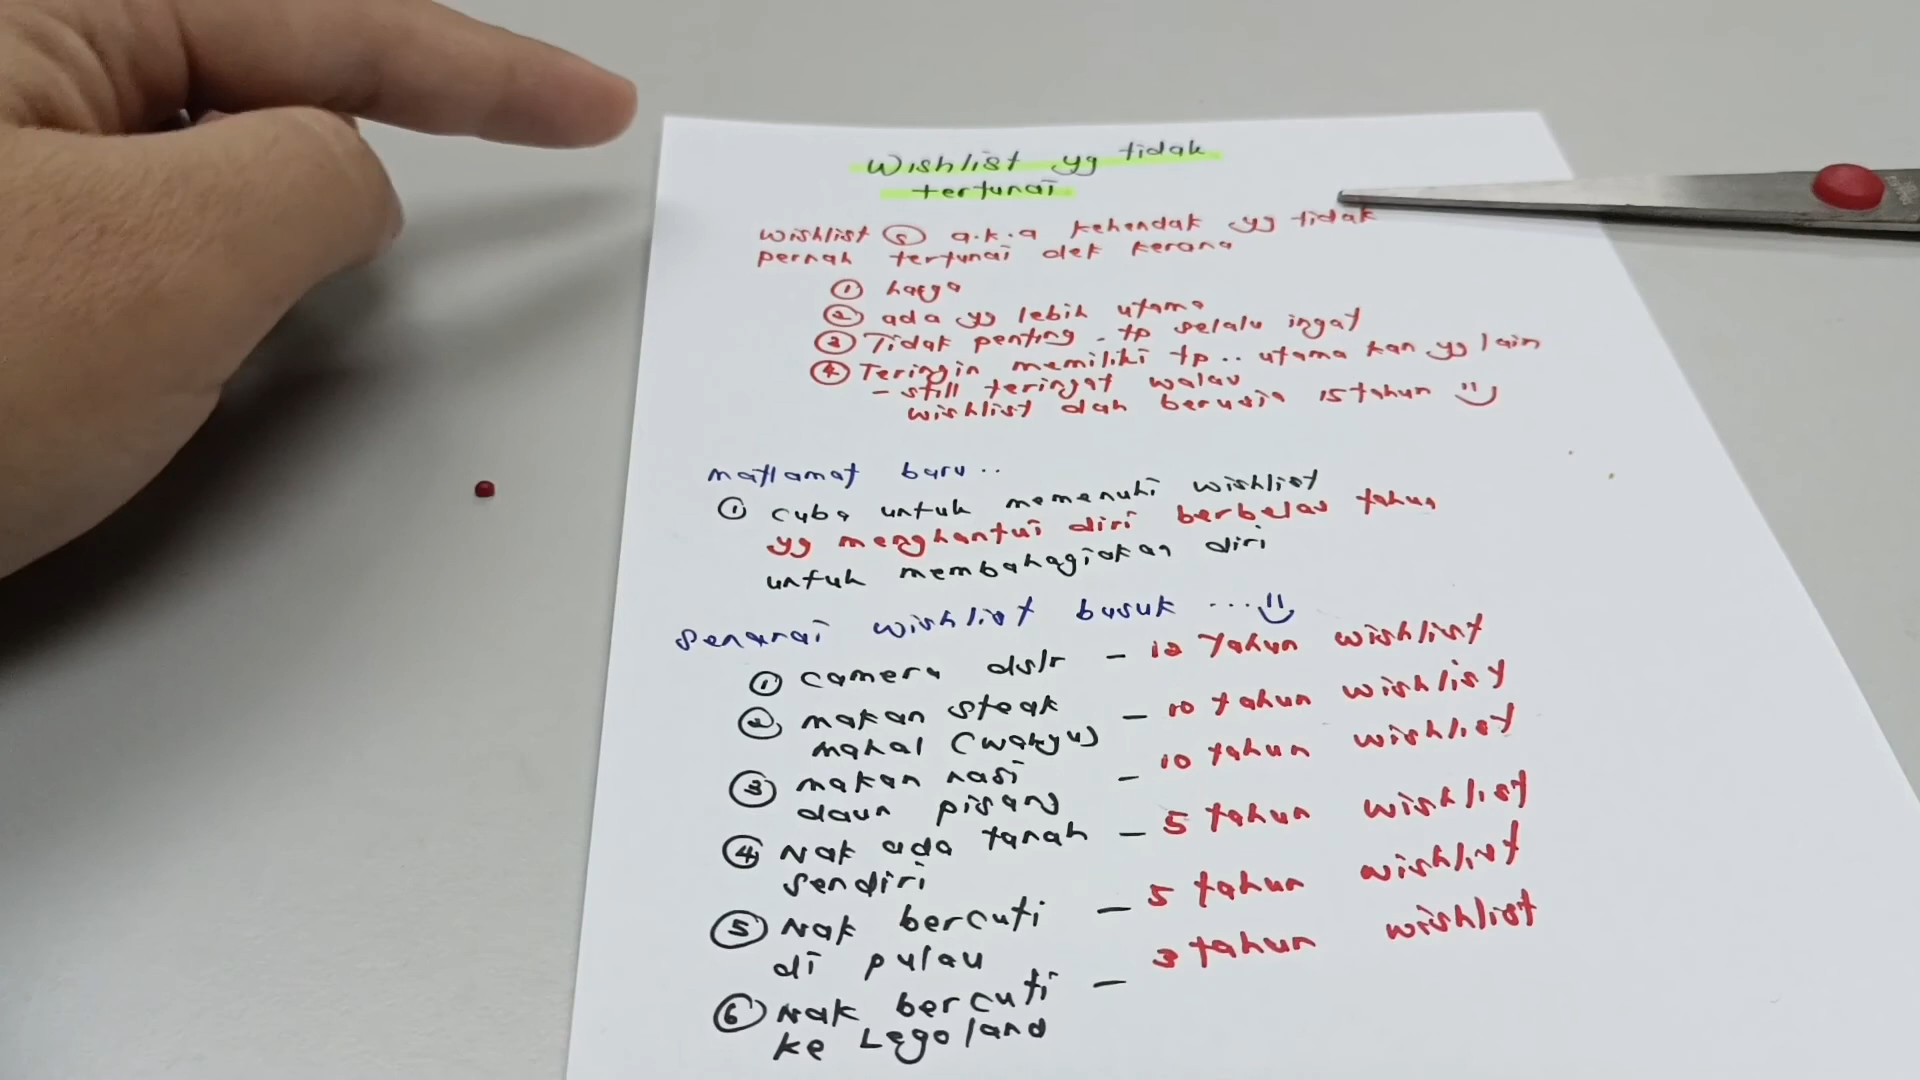 Wishlist yg tidak
tertunai
wishlist (s) a.k.a kehendak yg tidak
pernah tertunai dek kerana
① harga
② ada yg lebih utama
③ Tidak penting - tp selalu ingat
④ Teringin memiliki tp.. utama kan yg lain
- still teringat walau
wishlist dah berusia 15 tahun
matlamat baru..
① cuba untuk memenuhi wishlist
yg menghantui diri berbelas tahun
untuk membahagiakan diri
Senarai wishlist busuk ...
① camera dslr - 12 Tahun wishlist
② makan steak - 10 tahun wishlist
mahal (wakyu)
③ makan nasi - 10 tahun wishlist
daun pisang
④ Nak ada tanah - 5 tahun wishlist
sendiri
⑤ Nak bercuti - 5 tahun wishlist
di pulau
⑥ Nak bercuti - 3 tahun wishlist
ke Legoland